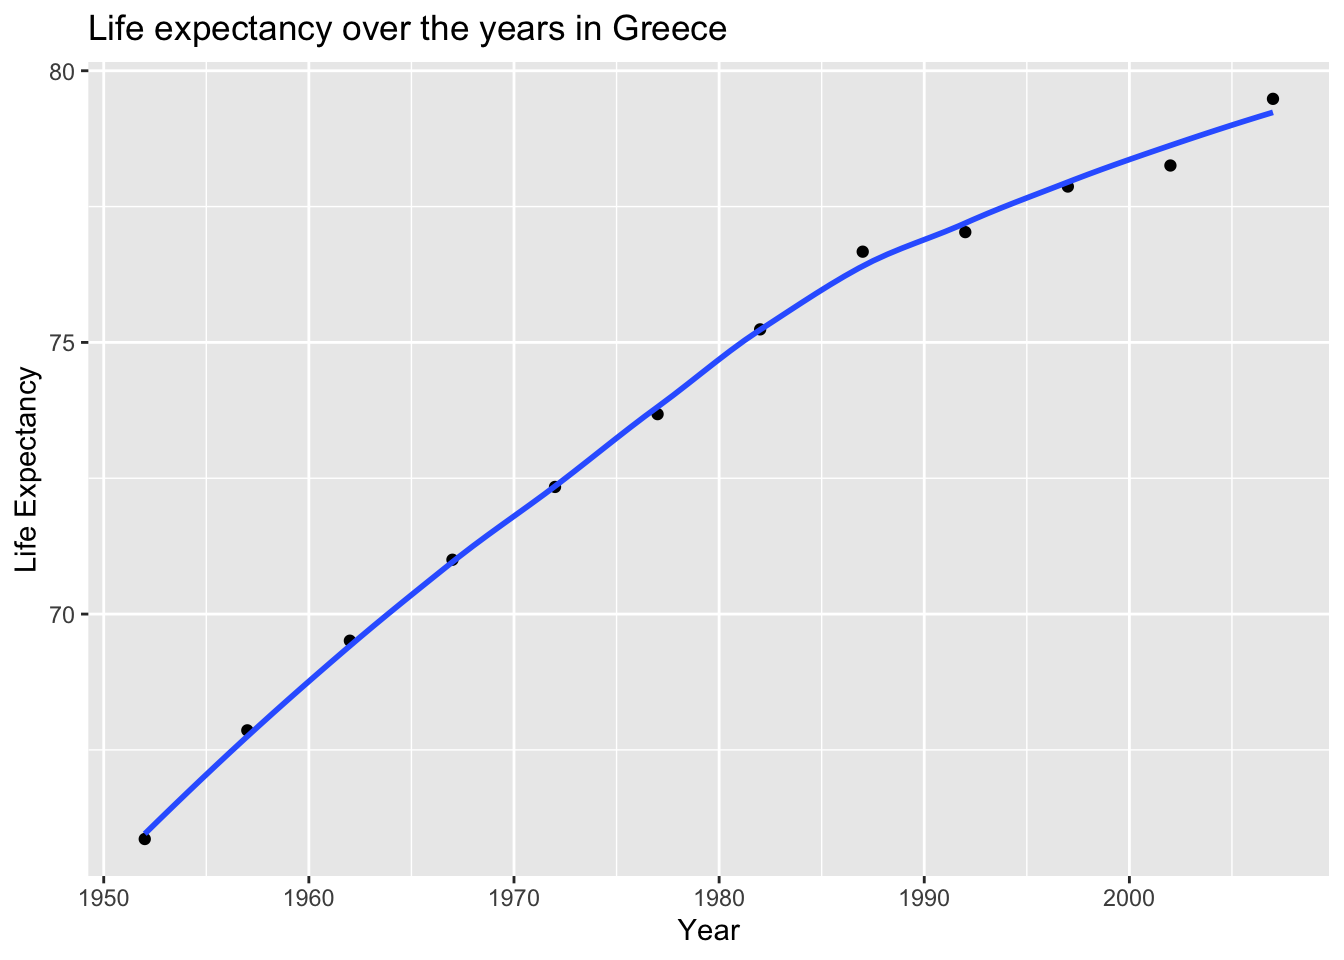 Life expectancy over the years in Greece
80
75
70
Life Expectancy
1950 1960 1970 1980 1990 2000
Year